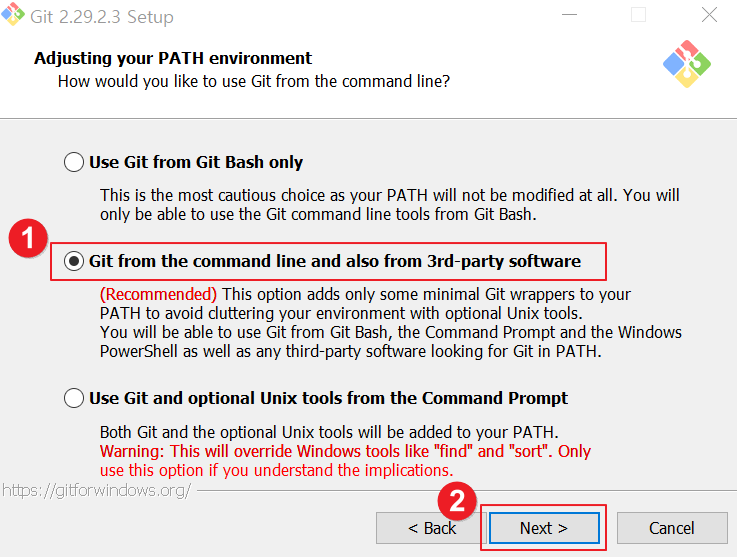 Git 2.29.2.3 Setup
Adjusting your PATH environment
How would you like to use Git from the command line?
Use Git from Git Bash only
This is the most cautious choice as your PATH will not be modified at all. You will
only be able to use the Git command line tools from Git Bash.
1
Git from the command line and also from 3rd-party software
(Recommended) This option adds only some minimal Git wrappers to your
PATH to avoid cluttering your environment with optional Unix tools.
You will be able to use Git from Git Bash, the Command Prompt and the Windows
PowerShell as well as any third-party software looking for Git in PATH.
Use Git and optional Unix tools from the Command Prompt
Both Git and the optional Unix tools will be added to your PATH.
Warning: This will override Windows tools like "find" and "sort". Only
use this option if you understand the implications.
https://gitforwindows.org/
2
< Back Next > Cancel